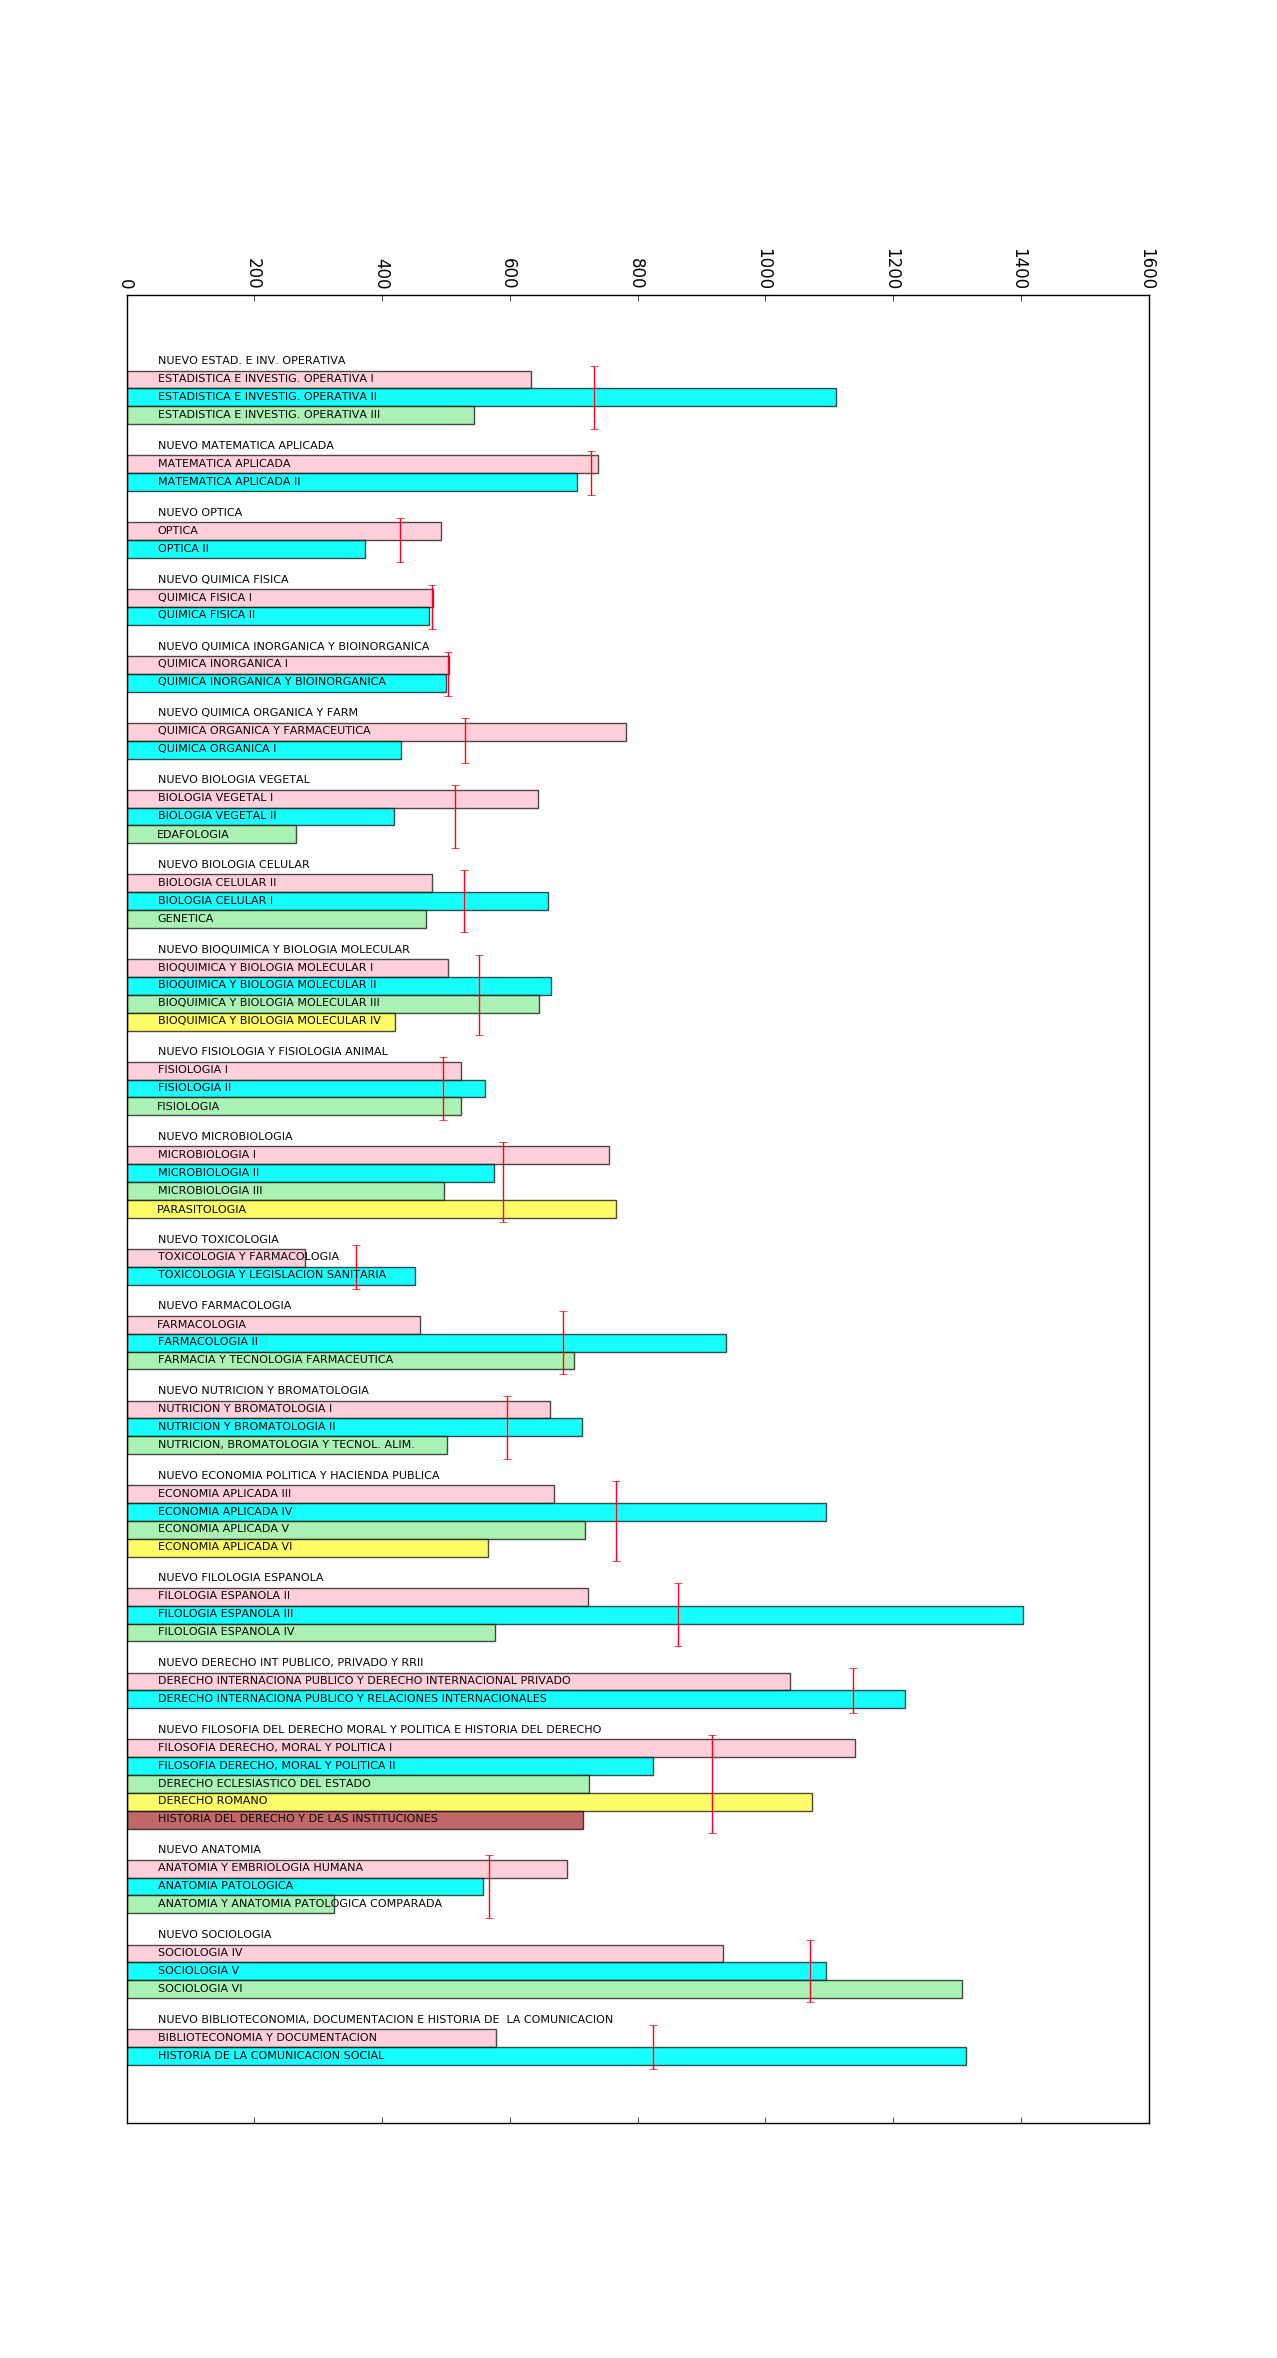 0 200 400 600 800 1000 1200 1400 1600
NUEVO ESTAD. E INV. OPERATIVA
ESTADISTICA E INVESTIG. OPERATIVA I
ESTADISTICA E INVESTIG. OPERATIVA II
ESTADISTICA E INVESTIG. OPERATIVA III
NUEVO MATEMATICA APLICADA
MATEMATICA APLICADA
MATEMATICA APLICADA II
NUEVO OPTICA
OPTICA
OPTICA II
NUEVO QUIMICA FISICA
QUIMICA FISICA I
QUIMICA FISICA II
NUEVO QUIMICA INORGANICA Y BIOINORGANICA
QUIMICA INORGANICA I
QUIMICA INORGANICA Y BIOINORGANICA
NUEVO QUIMICA ORGANICA Y FARM
QUIMICA ORGANICA Y FARMACEUTICA
QUIMICA ORGANICA I
NUEVO BIOLOGIA VEGETAL
BIOLOGIA VEGETAL I
BIOLOGIA VEGETAL II
EDAFOLOGIA
NUEVO BIOLOGIA CELULAR
BIOLOGIA CELULAR II
BIOLOGIA CELULAR I
GENETICA
NUEVO BIOQUIMICA Y BIOLOGIA MOLECULAR
BIOQUIMICA Y BIOLOGIA MOLECULAR I
BIOQUIMICA Y BIOLOGIA MOLECULAR II
BIOQUIMICA Y BIOLOGIA MOLECULAR III
BIOQUIMICA Y BIOLOGIA MOLECULAR IV
NUEVO FISIOLOGIA Y FISIOLOGIA ANIMAL
FISIOLOGIA I
FISIOLOGIA II
FISIOLOGIA
NUEVO MICROBIOLOGIA
MICROBIOLOGIA I
MICROBIOLOGIA II
MICROBIOLOGIA III
PARASITOLOGIA
NUEVO TOXICOLOGIA
TOXICOLOGIA Y FARMACOLOGIA
TOXICOLOGIA Y LEGISLACION SANITARIA
NUEVO FARMACOLOGIA
FARMACOLOGIA
FARMACOLOGIA II
FARMACIA Y TECNOLOGIA FARMACEUTICA
NUEVO NUTRICION Y BROMATOLOGIA
NUTRICION Y BROMATOLOGIA I
NUTRICION Y BROMATOLOGIA II
NUTRICION, BROMATOLOGIA Y TECNOL. ALIM.
NUEVO ECONOMIA POLITICA Y HACIENDA PUBLICA
ECONOMIA APLICADA III
ECONOMIA APLICADA IV
ECONOMIA APLICADA V
ECONOMIA APLICADA VI
NUEVO FILOLOGIA ESPANOLA
FILOLOGIA ESPANOLA II
FILOLOGIA ESPANOLA III
FILOLOGIA ESPANOLA IV
NUEVO DERECHO INT PUBLICO, PRIVADO Y RRII
DERECHO INTERNACIONA PUBLICO Y DERECHO INTERNACIONAL PRIVADO
DERECHO INTERNACIONA PUBLICO Y RELACIONES INTERNACIONALES
NUEVO FILOSOFIA DEL DERECHO MORAL Y POLITICA E HISTORIA DEL DERECHO
FILOSOFIA DERECHO, MORAL Y POLITICA I
FILOSOFIA DERECHO, MORAL Y POLITICA II
DERECHO ECLESIASTICO DEL ESTADO
DERECHO ROMANO
HISTORIA DEL DERECHO Y DE LAS INSTITUCIONES
NUEVO ANATOMIA
ANATOMIA Y EMBRIOLOGIA HUMANA
ANATOMIA PATOLOGICA
ANATOMIA Y ANATOMIA PATOLOGICA COMPARADA
NUEVO SOCIOLOGIA
SOCIOLOGIA IV
SOCIOLOGIA V
SOCIOLOGIA VI
NUEVO BIBLIOTECONOMIA, DOCUMENTACION E HISTORIA DE  LA COMUNICACION
BIBLIOTECONOMIA Y DOCUMENTACION
HISTORIA DE LA COMUNICACION SOCIAL